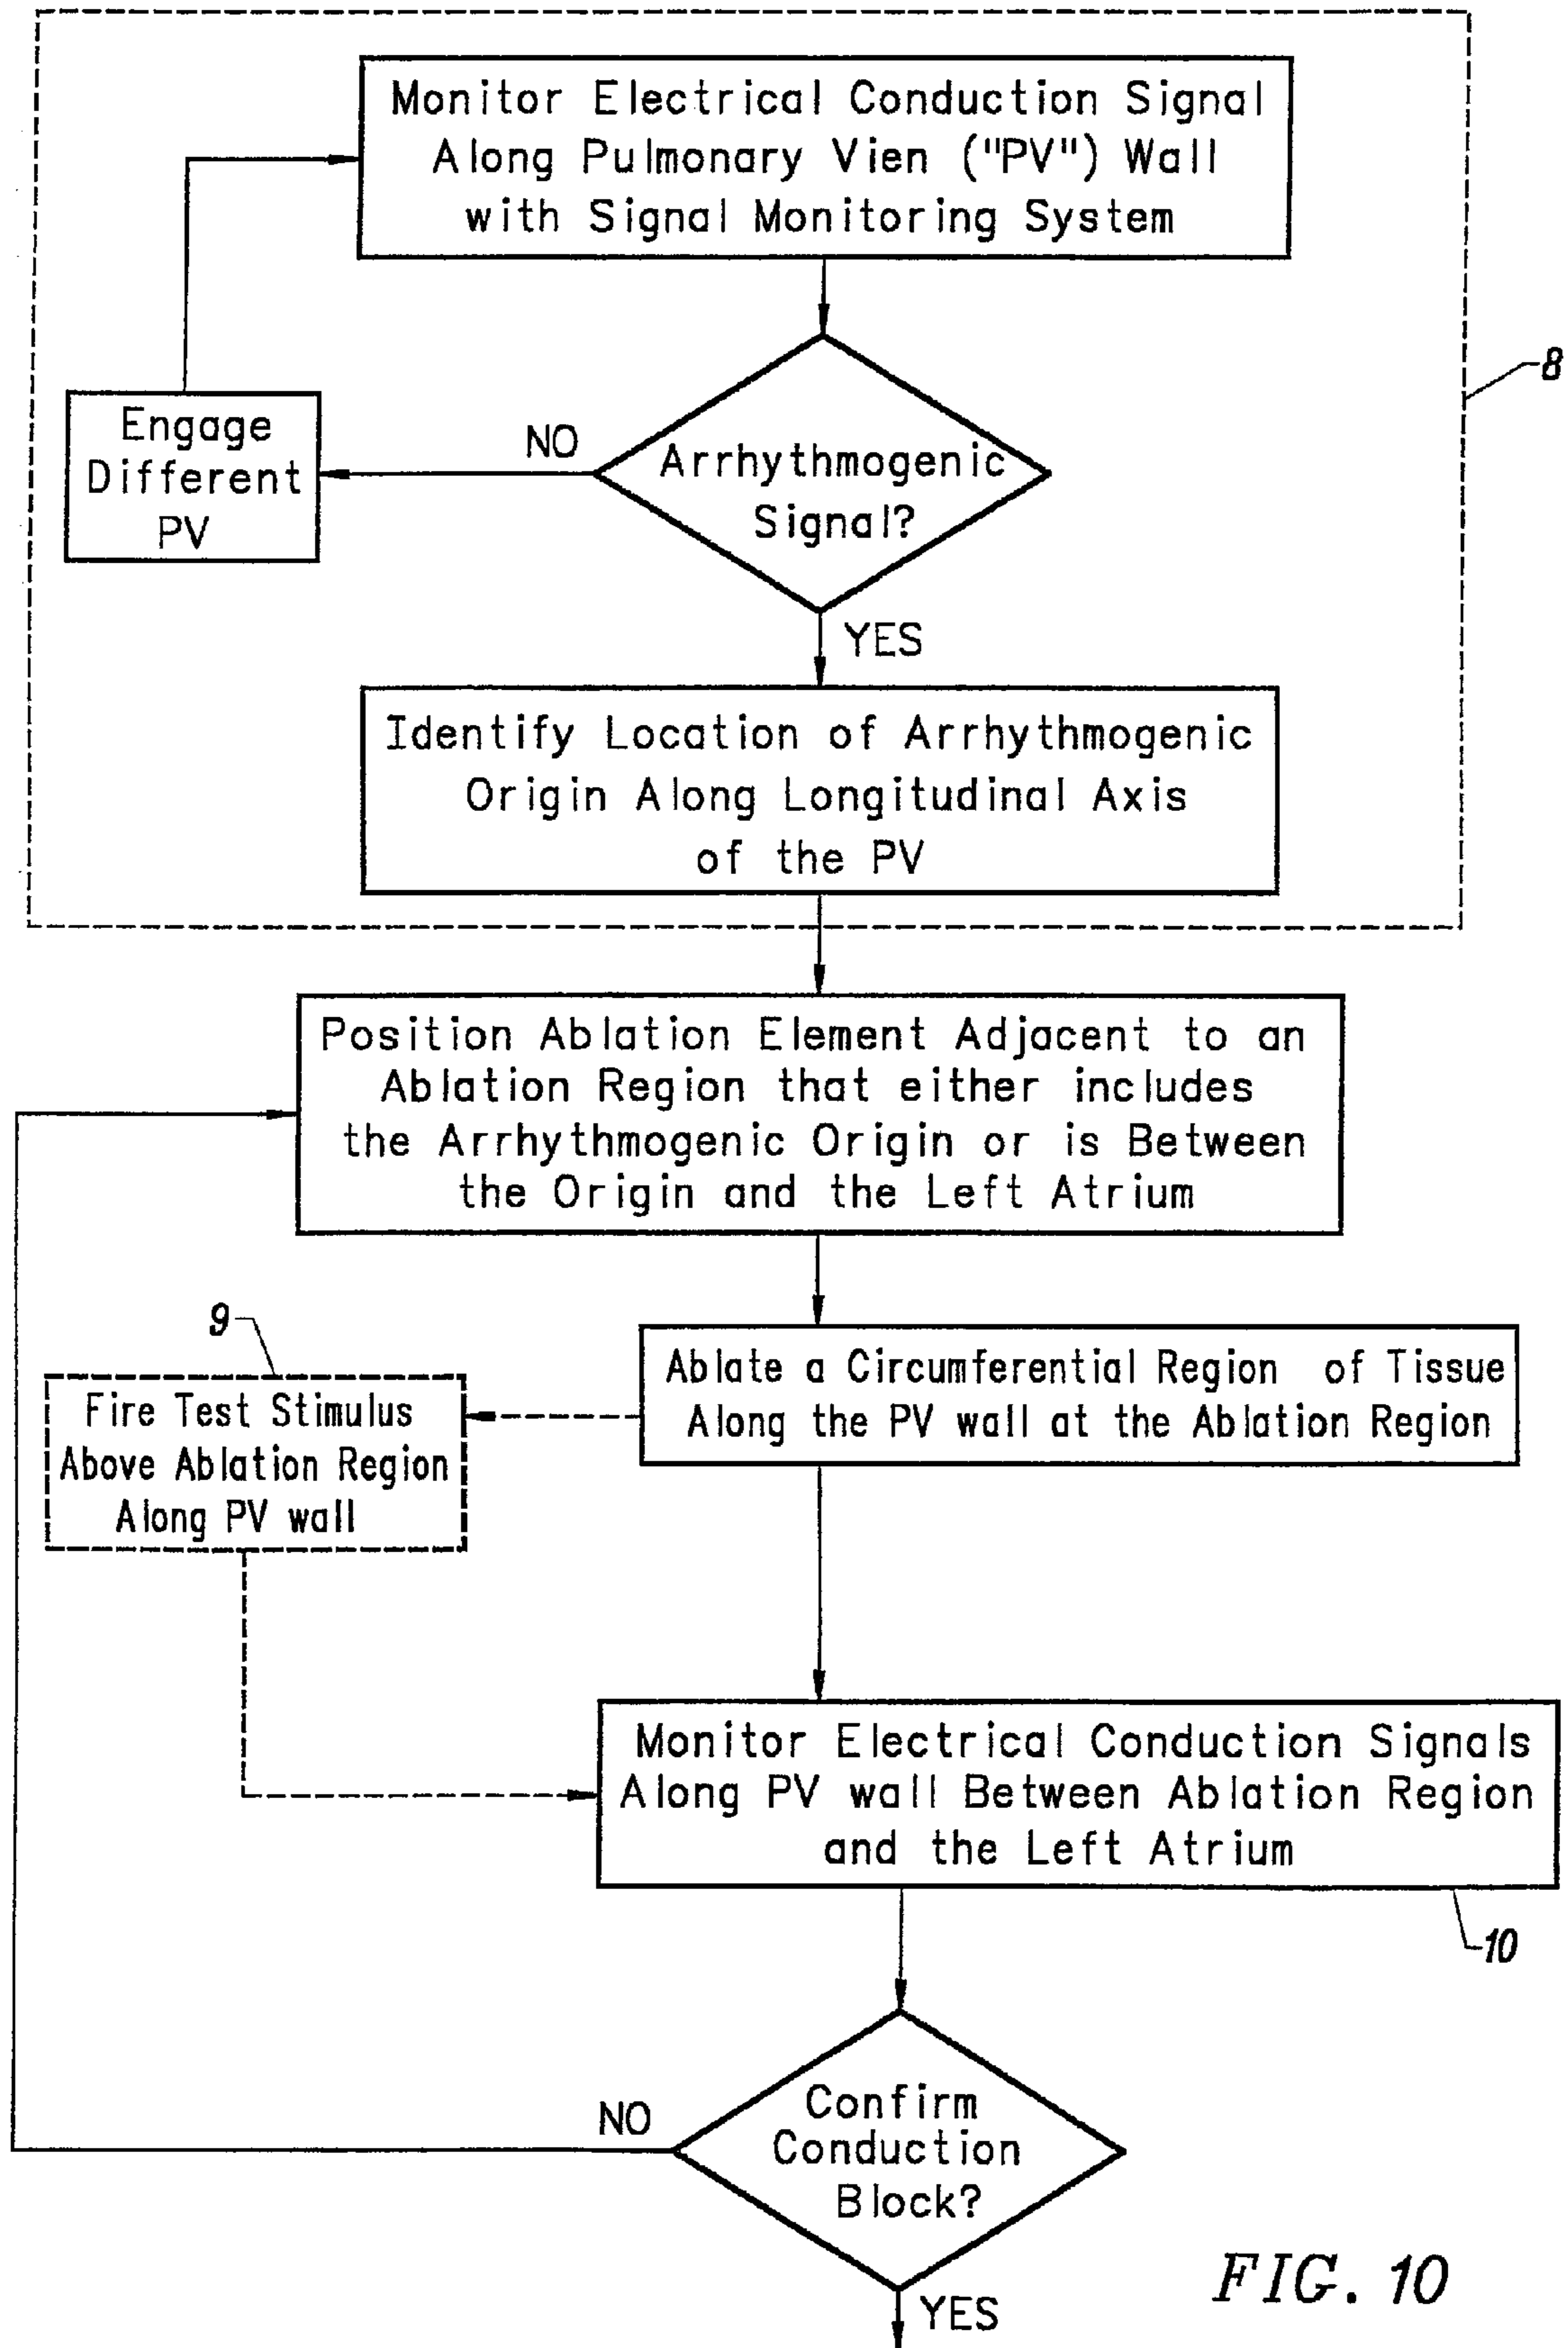 Monitor Electrical Conduction Signal
Along Pulmonary Vien ("PV") Wall
with Signal Monitoring System
8
Engage
Different
PV
NO
Arrhythmogenic
Signal?
YES
Identify Location of Arrhythmogenic
Origin Along Longitudinal Axis
of the PV
Position Ablation Element Adjacent to an
Ablation Region that either includes
the Arrhythmogenic Origin or is Between
the Origin and the Left Atrium
9
Ablate a Circumferential Region of Tissue
Along the PV wall at the Ablation Region
Fire Test Stimulus
Above Ablation Region
Along PV wall
Monitor Electrical Conduction Signals
Along PV wall Between Ablation Region
and the Left Atrium
10
NO
Confirm
Conduction
Block?
YES
FIG. 10